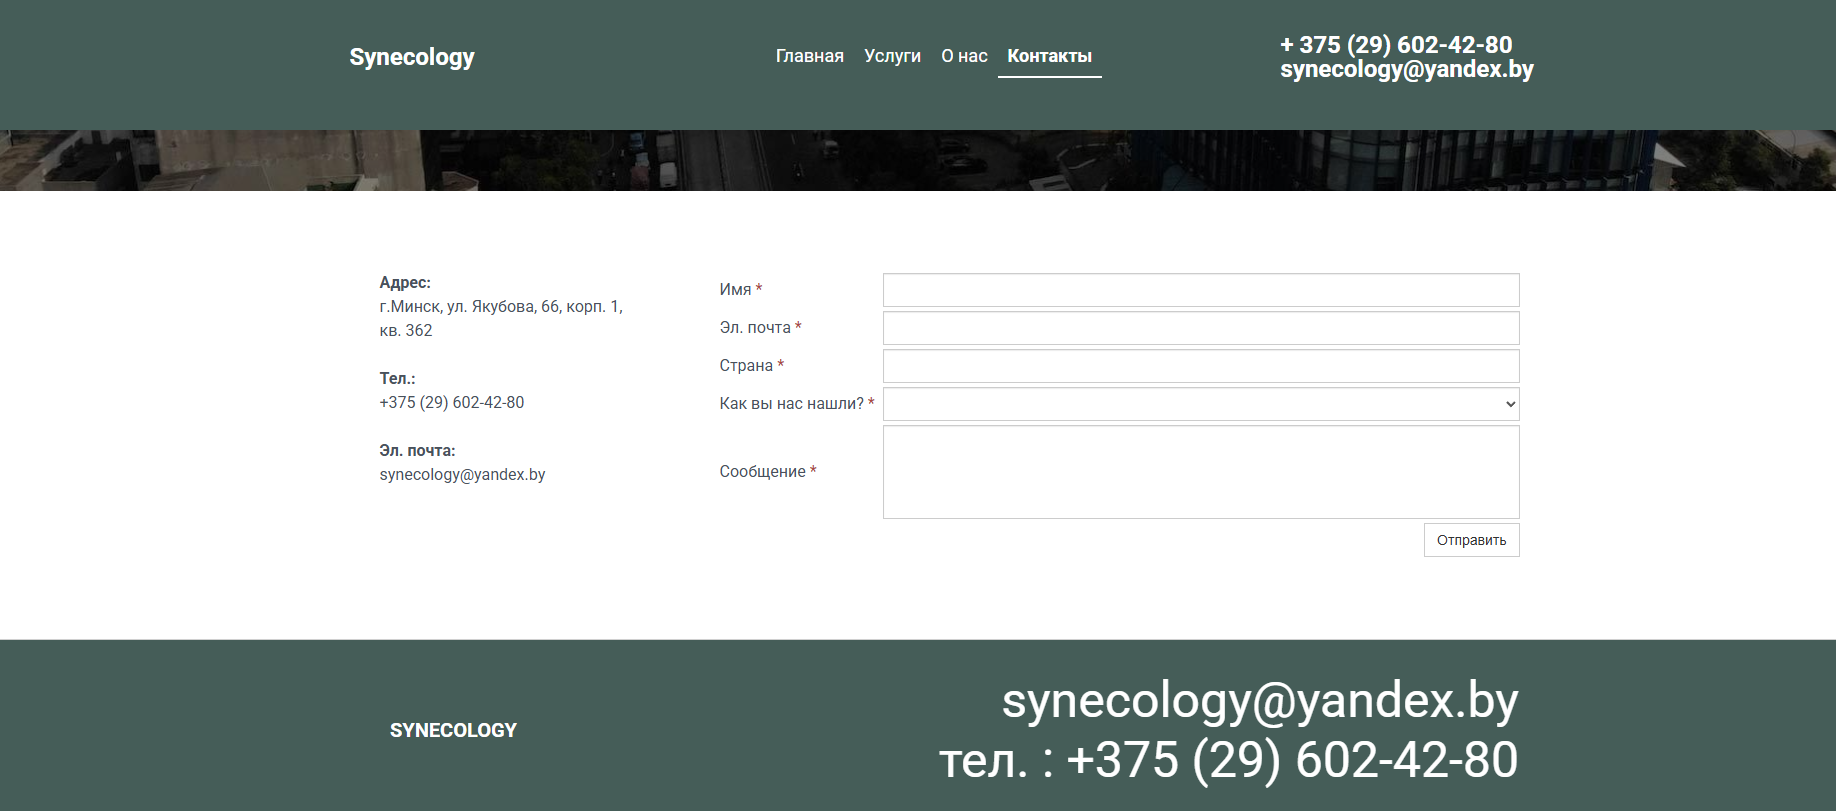 Synecology
Главная Услуги О нас Контакты
+ 375 (29) 602-42-80
synecology@yandex.by
Адрес:
г.Минск, ул. Якубова, 66, корп. 1,
кв. 362
Тел.:
+375 (29) 602-42-80
Эл. почта:
synecology@yandex.by
Имя *
Эл. почта *
Страна *
Как вы нас нашли? *
Сообщение *
Отправить
SYNECOLOGY
synecology@yandex.by
тел. : +375 (29) 602-42-80